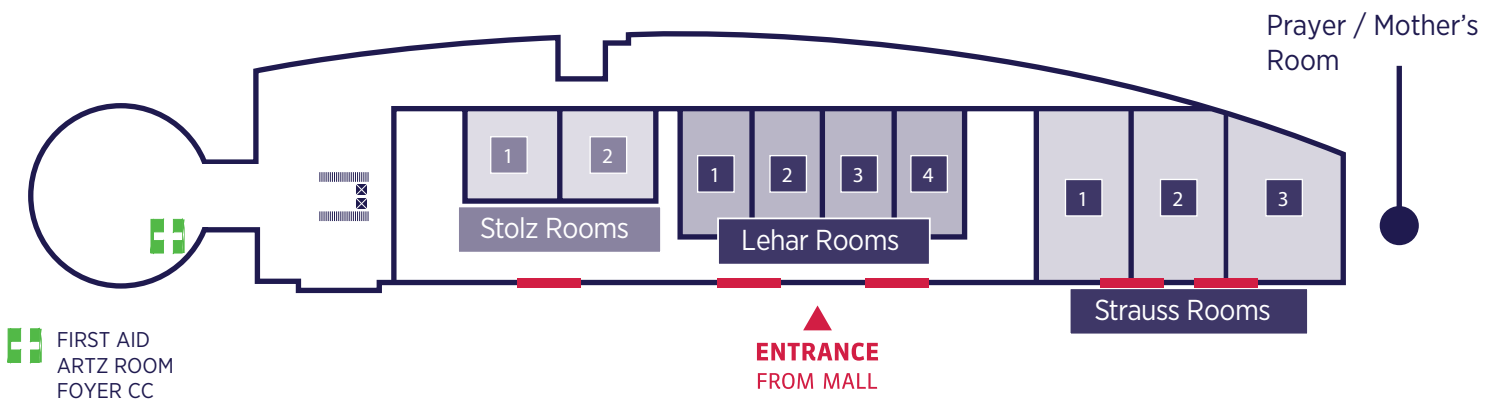 Prayer / Mother's
Room
1
2
1
2
3
4
1
2
3
Stolz Rooms
Lehar Rooms
Strauss Rooms
FIRST AID
ARTZ ROOM
FOYER CC
ENTRANCE
FROM MALL